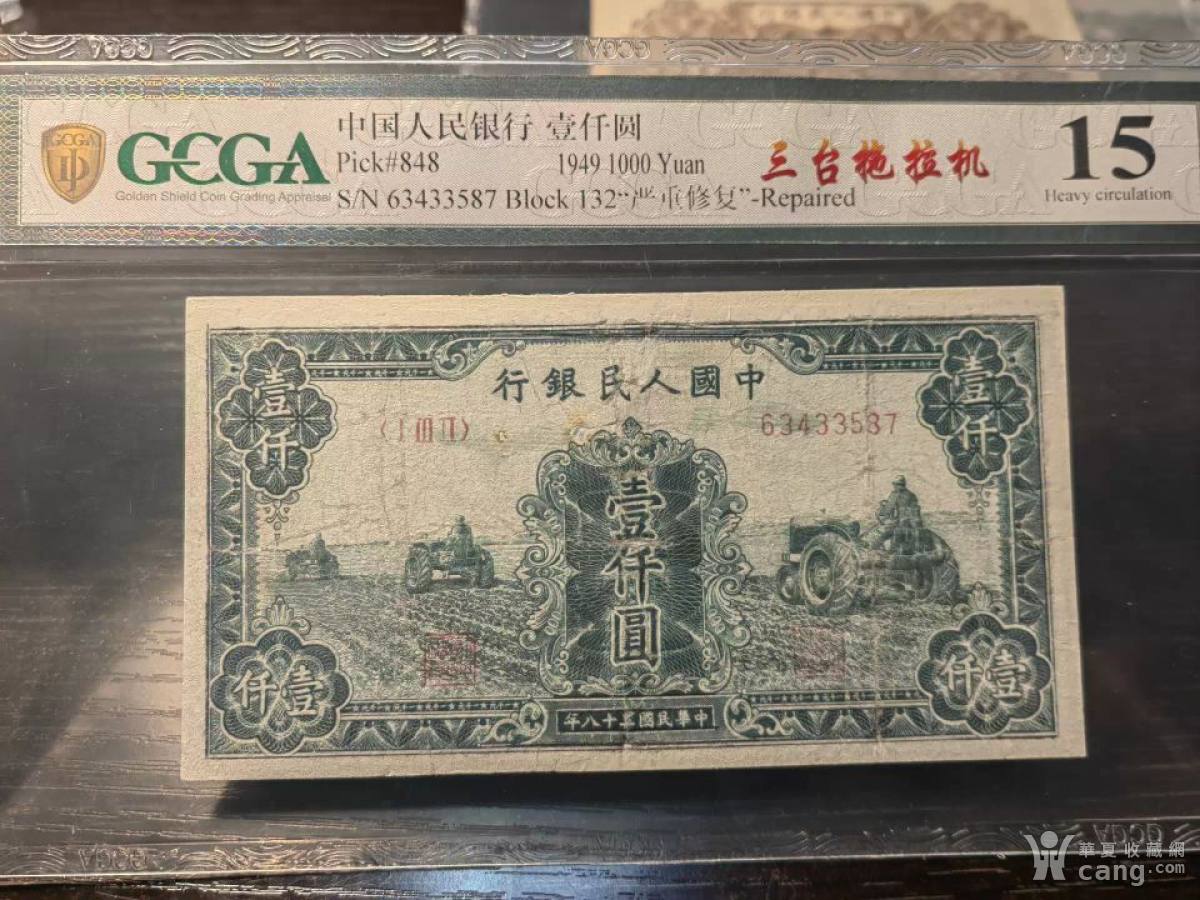 GCGA
中国人民银行 壹仟圆
Pick#848 1949 1000 Yuan
S/N 63433587 Block 132“严重修复”-Repaired
Golden Shield Coin Grading Appraisal
三台拖拉机
15
Heavy circulation
行銀民人國中
63433587
壹仟
壹仟
壹仟圓
仟壹
仟壹
年八十三國民華中
華夏收藏網
cang.com